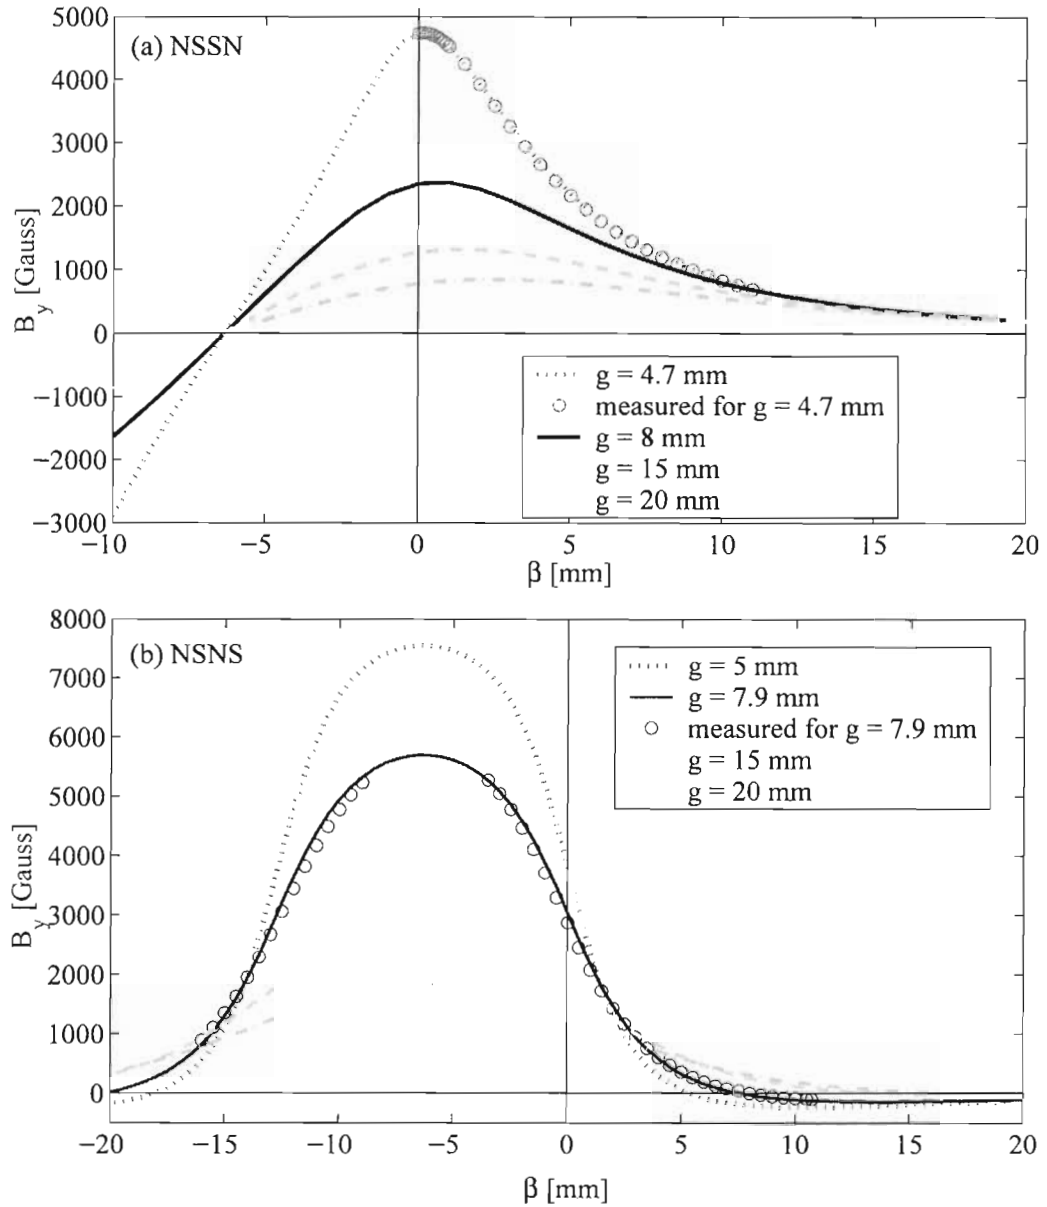 (a) NSSN
5000
4000
3000
2000
1000
0
−1000
−2000
−3000
B_y [Gauss]
g = 4.7 mm
measured for g = 4.7 mm
g = 8 mm
g = 15 mm
g = 20 mm
−10 −5 0 5 10 15 20
β [mm]
(b) NSNS
8000
7000
6000
5000
4000
3000
2000
1000
0
B_y [Gauss]
g = 5 mm
g = 7.9 mm
measured for g = 7.9 mm
g = 15 mm
g = 20 mm
−20 −15 −10 −5 0 5 10 15 20
β [mm]